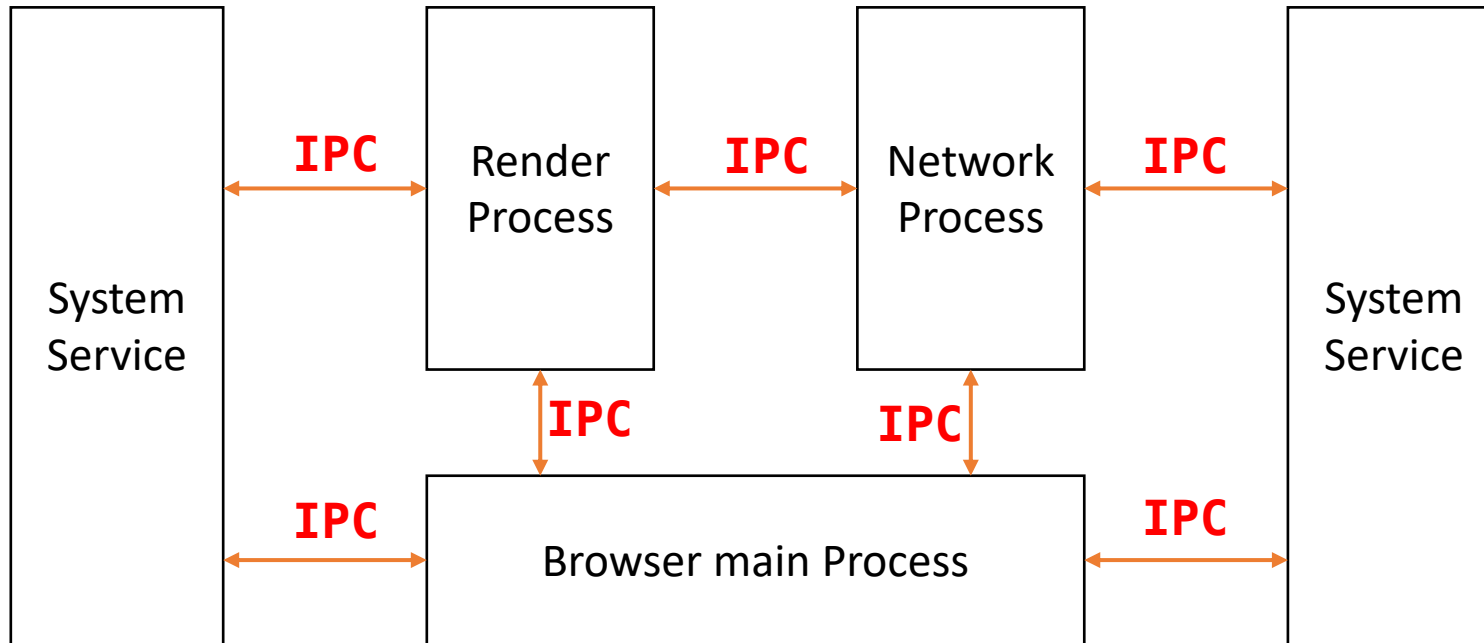 IPC
IPC
IPC
Render
Process
Network
Process
System
Service
System
Service
IPC
IPC
IPC
IPC
Browser main Process